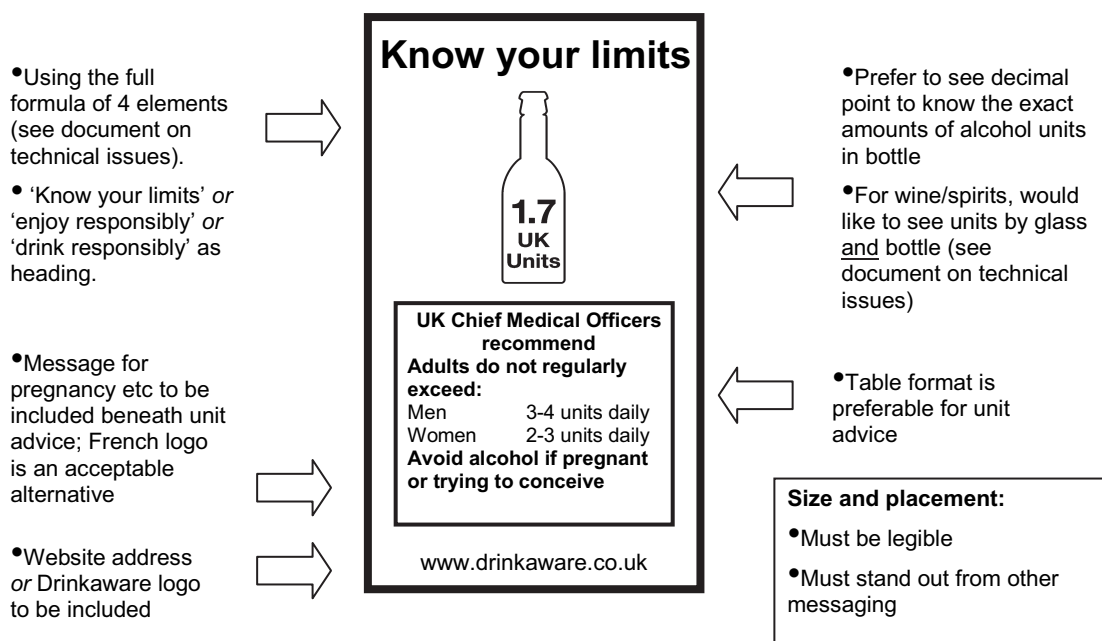 •Using the full
formula of 4 elements
(see document on
technical issues).
• 'Know your limits' or
'enjoy responsibly' or
'drink responsibly' as
heading.
•Message for
pregnancy etc to be
included beneath unit
advice; French logo
is an acceptable
alternative
•Website address
or Drinkaware logo
to be included
Know your limits
1.7
UK
Units
UK Chief Medical Officers
recommend
Adults do not regularly
exceed:
Men 3-4 units daily
Women 2-3 units daily
Avoid alcohol if pregnant
or trying to conceive
www.drinkaware.co.uk
•Prefer to see decimal
point to know the exact
amounts of alcohol units
in bottle
•For wine/spirits, would
like to see units by glass
and bottle (see
document on technical
issues)
•Table format is
preferable for unit
advice
Size and placement:
•Must be legible
•Must stand out from other
messaging